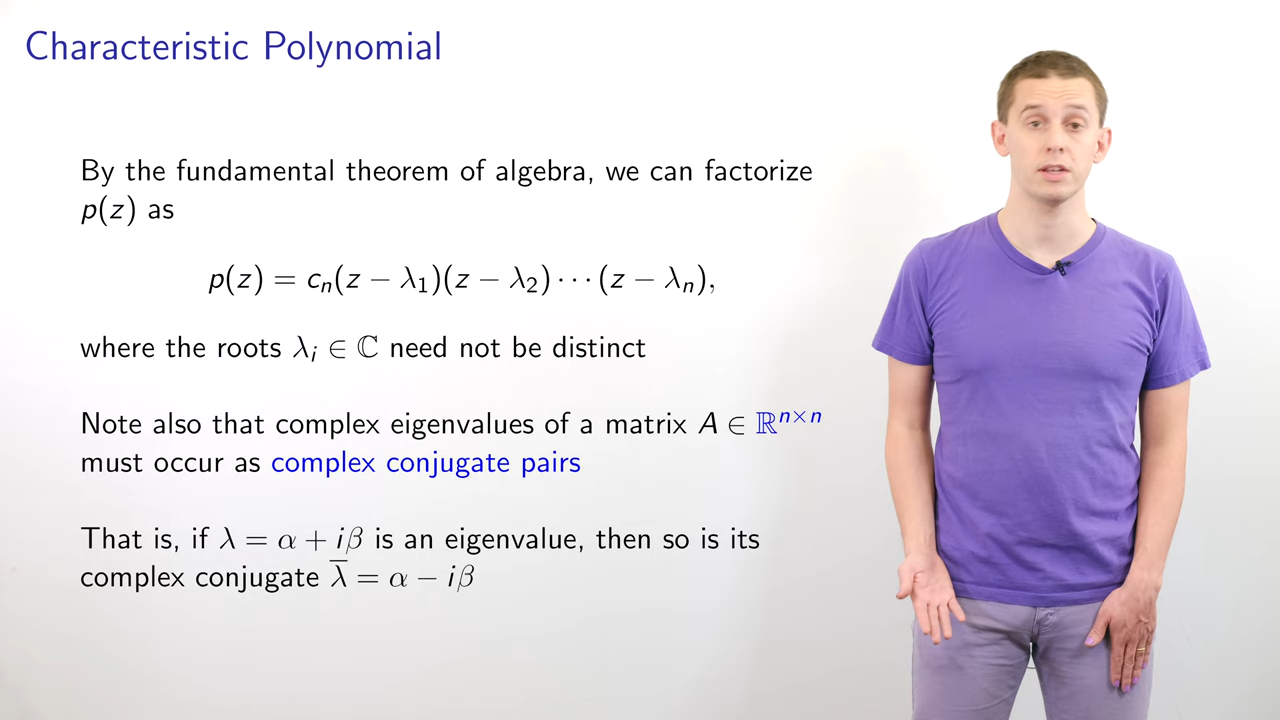 Characteristic Polynomial
By the fundamental theorem of algebra, we can factorize
p(z) as
p(z) = cₙ(z − λ₁)(z − λ₂) ⋯ (z − λₙ),
where the roots λᵢ ∈ ℂ need not be distinct
Note also that complex eigenvalues of a matrix A ∈ ℝⁿˣⁿ
must occur as complex conjugate pairs
That is, if λ = α + iβ is an eigenvalue, then so is its
complex conjugate λ̅ = α − iβ